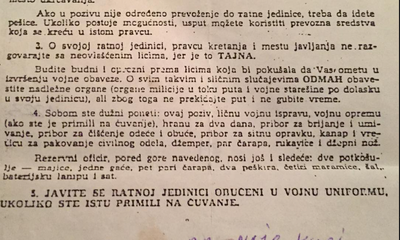 Ako u pozivu nije određeno prevoženje do ratne jedinice, treba da idete
pešice. Ukoliko postoje mogućnosti, usput možete koristiti prevozna sredstva
koja se kreću u istom pravcu.
3. O svojoj ratnoj jedinici, pravcu kretanja i mestu javljanja ne raz-
govarajte sa neovlašćenim licima, jer je to TAJNA.
Budite budni i oprezni prema licima koja bi pokušala da Vas ometu u
izvršenju vojne obaveze. O svim takvim i sličnim slučajevima ODMAH obave-
stite nadležne organe (organe milicije u toku puta i vojne starešine po dolasku
u svoju jedinicu), ali zbog toga ne prekidajte put i ne gubite vreme.
4. Sobom ste dužni poneti: ovaj poziv, ličnu vojnu ispravu, vojnu opremu
(ako ste je primili na čuvanje), hranu za dva dana, pribor za brijanje i umi-
vanje, pribor za čišćenje odeće i obuće, pribor za sitnu opravku, kanap i vre-
ćicu za pakovanje civilnog odela, džemper, par čarapa, rukavice i džepni nož.
Rezervni oficir, pored gore navedenog, nosi još i sledeće: dve potkošu-
lje — majice, jedne gaće, pet pari čarapa, dva peškira, četiri maramice, šal,
baterijsku lampu i sat.
5. JAVITE SE RATNOJ JEDINICI OBUČENI U VOJNU UNIFORMU,
UKOLIKO STE ISTU PRIMILI NA ČUVANJE.